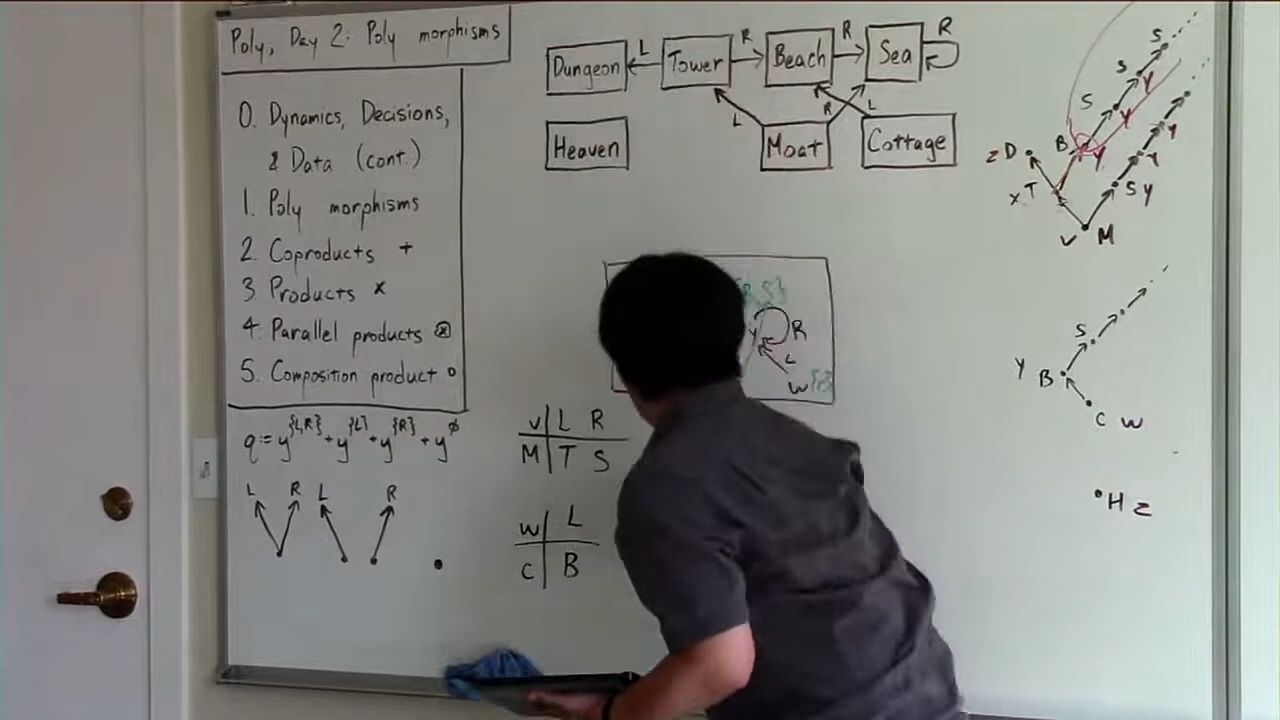 Poly, Day 2: Poly morphisms
0. Dynamics, Decisions,
& Data (cont.)
1. Poly morphisms
2. Coproducts +
3. Products ×
4. Parallel products ⊗
5. Composition product ∘
q := y^{L,R} + y^{L} + y^{R} + y^∅
L R L R
Dungeon L Tower R Beach R Sea R
L R L
Heaven Moat Cottage
R
Y
L
W
V L R
M T S
W L
C B
S
S Y
S Y
B Y Y
Z D Y
X T S Y
V M
S
Y B
C W
H Z